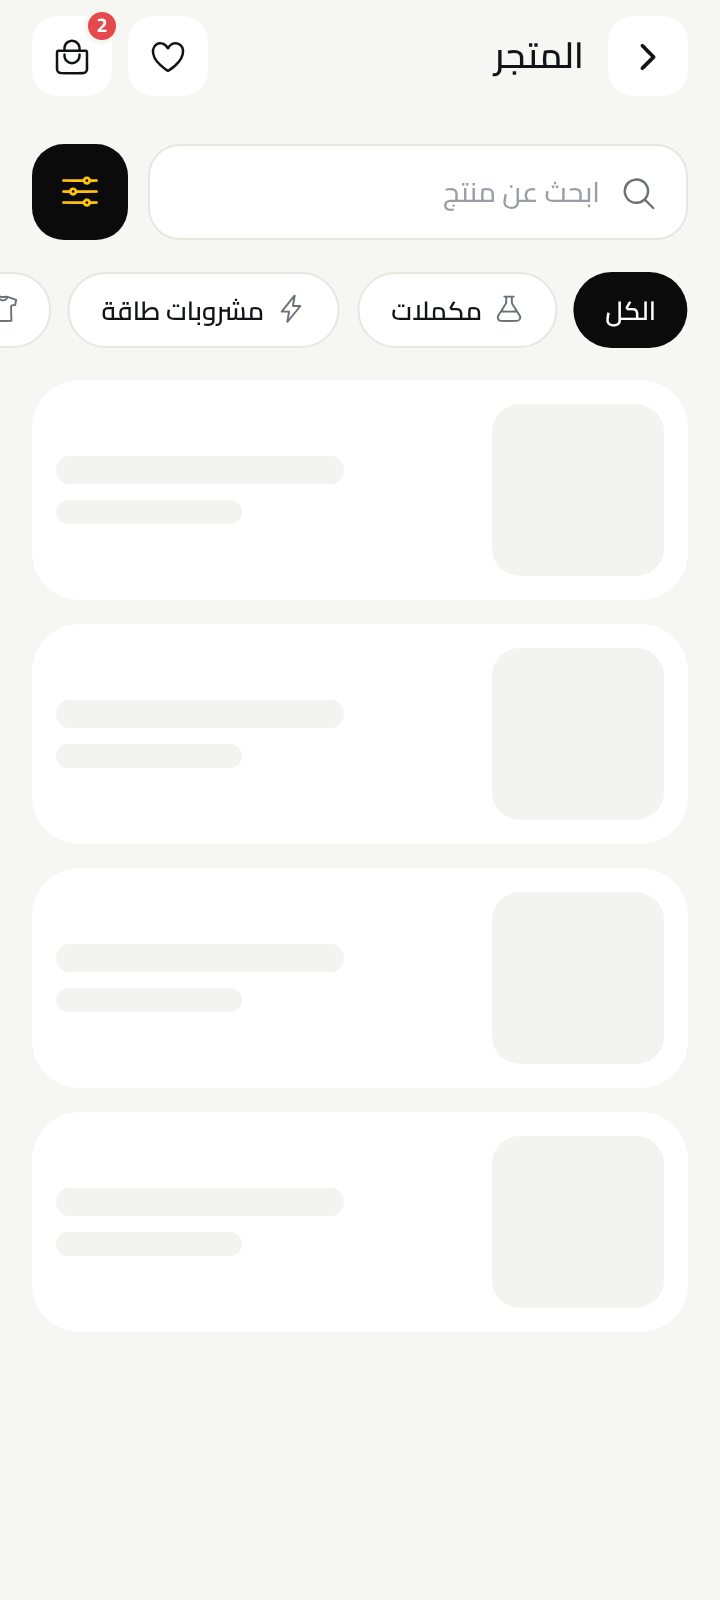 المتجر
2
ابحث عن منتج
الكل
مكملات
مشروبات طاقة